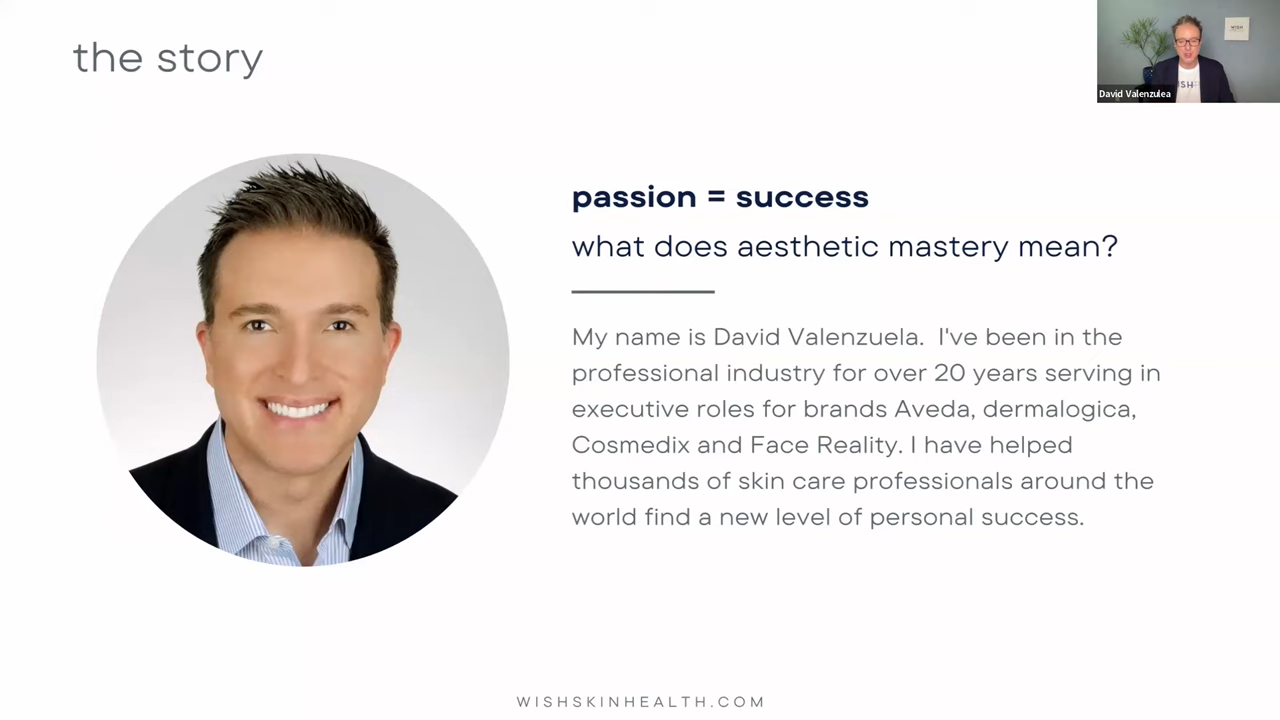 the story
David Valenzulea
passion = success
what does aesthetic mastery mean?
My name is David Valenzuela. I've been in the
professional industry for over 20 years serving in
executive roles for brands Aveda, dermalogica,
Cosmedix and Face Reality. I have helped
thousands of skin care professionals around the
world find a new level of personal success.
WISHSKINHEALTH.COM